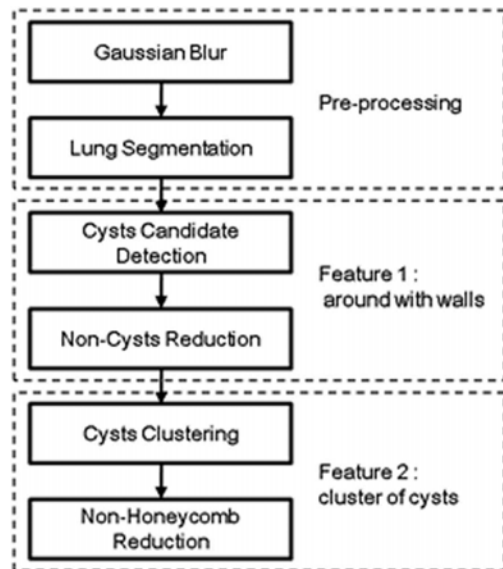 Gaussian Blur
Pre-processing
Lung Segmentation
Cysts Candidate
Detection
Feature 1 :
around with walls
Non-Cysts Reduction
Cysts Clustering
Feature 2 :
cluster of cysts
Non-Honeycomb
Reduction